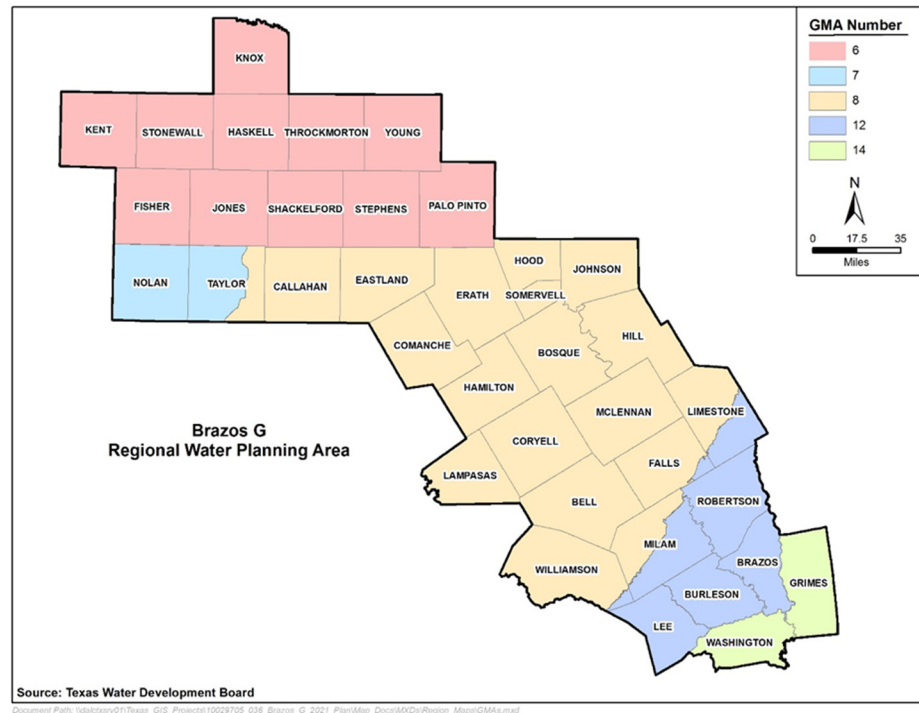 GMA Number
6
7
8
12
14
N
0 17.5 35
Miles
KNOX
KENT STONEWALL HASKELL THROCKMORTON YOUNG
FISHER JONES SHACKELFORD STEPHENS PALO PINTO
NOLAN TAYLOR CALLAHAN EASTLAND ERATH HOOD JOHNSON
SOMERVELL
COMANCHE BOSQUE HILL
HAMILTON MCLENNAN LIMESTONE
Brazos G
Regional Water Planning Area
CORYELL
LAMPASAS FALLS
BELL ROBERTSON
MILAM
WILLIAMSON BRAZOS GRIMES
BURLESON
LEE WASHINGTON
Source: Texas Water Development Board